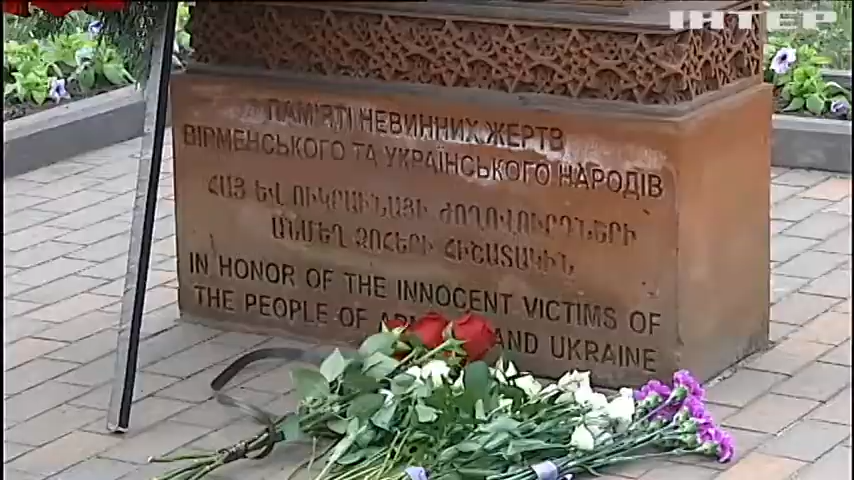 ІНТЕР
ПАМ'ЯТІ НЕВИННИХ ЖЕРТВ
ВІРМЕНСЬКОГО ТА УКРАЇНСЬКОГО НАРОДІВ
ՀԱՅ ԵՎ ՈՒԿՐԱԻՆԱՅԻ ԺՈՂՈՎՈՒՐԴՆԵՐԻ
ԱՆՄԵՂ ԶՈՀԵՐԻ ՀԻՇԱՏԱԿԻՆ
IN HONOR OF THE INNOCENT VICTIMS OF
THE PEOPLE OF AND UKRAINE